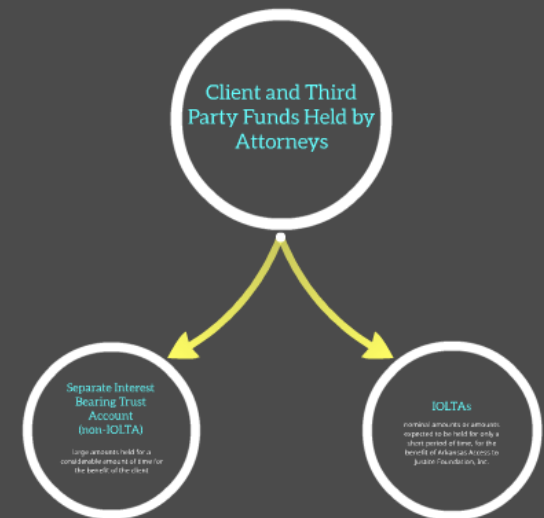 Client and Third
Party Funds Held by
Attorneys
Separate Interest
Bearing Trust
Account
(non-IOLTA)
large amounts held for a
considerable amount of time for
the benefit of the client
IOLTAs
nominal amounts or amounts
expected to be held for only a
short period of time, for the
benefit of Arkansas Access to
Justice Foundation, Inc.